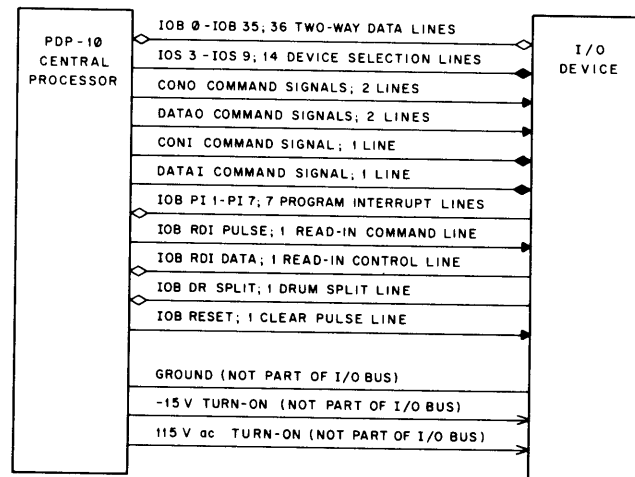 IOB Ø-IOB 35; 36 TWO-WAY DATA LINES
PDP-1Ø
CENTRAL
PROCESSOR
I/O
DEVICE
IOS 3-IOS 9; 14 DEVICE SELECTION LINES
CONO COMMAND SIGNALS; 2 LINES
DATAO COMMAND SIGNALS; 2 LINES
CONI COMMAND SIGNAL; 1 LINE
DATAI COMMAND SIGNAL; 1 LINE
IOB PI 1-PI 7; 7 PROGRAM INTERRUPT LINES
IOB RDI PULSE; 1 READ-IN COMMAND LINE
IOB RDI DATA; 1 READ-IN CONTROL LINE
IOB DR SPLIT; 1 DRUM SPLIT LINE
IOB RESET; 1 CLEAR PULSE LINE
GROUND (NOT PART OF I/O BUS)
-15 V TURN-ON (NOT PART OF I/O BUS)
115 V ac TURN-ON (NOT PART OF I/O BUS)